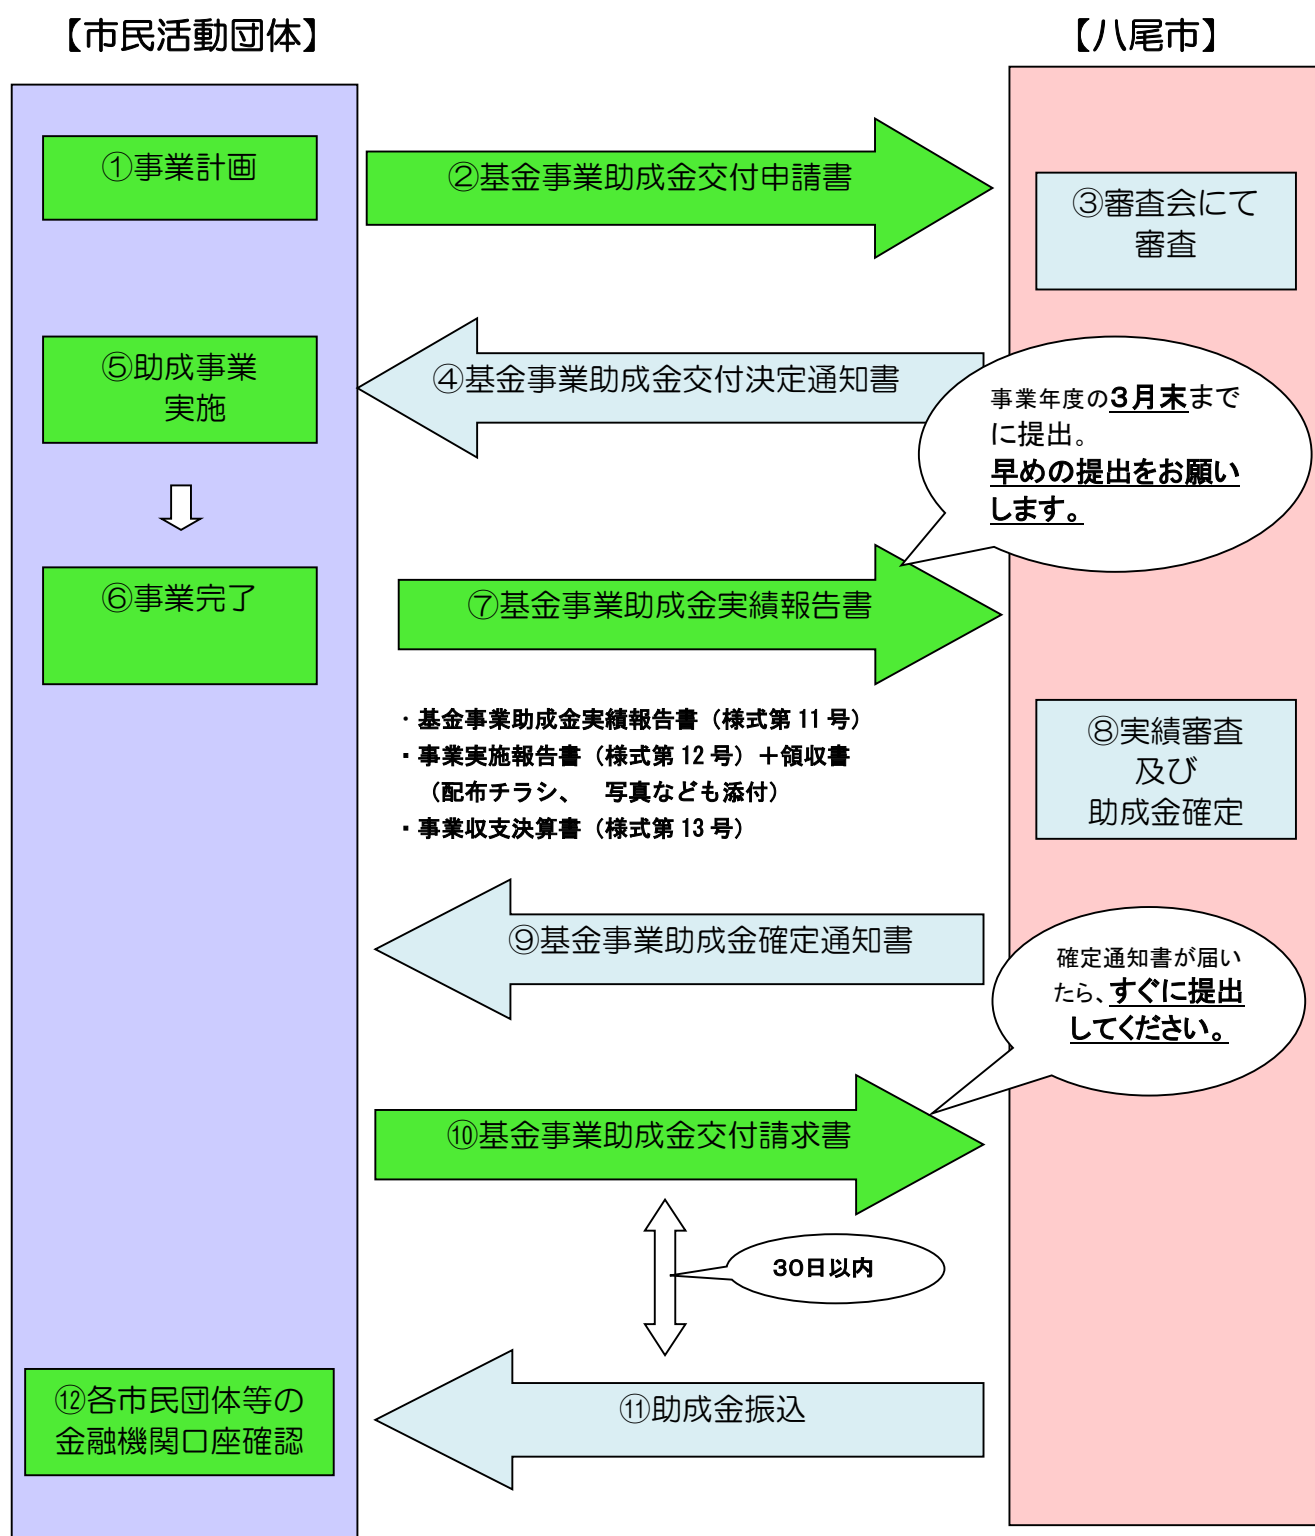 【市民活動団体】
【八尾市】
①事業計画
②基金事業助成金交付申請書
③審査会にて
審査
④基金事業助成金交付決定通知書
⑤助成事業
実施
事業年度の３月末まで
に提出。
早めの提出をお願い
します。
⑥事業完了
⑦基金事業助成金実績報告書
・基金事業助成金実績報告書（様式第 11 号）
・事業実施報告書（様式第 12 号）＋領収書
（配布チラシ、　写真なども添付）
・事業収支決算書（様式第 13 号）
⑧実績審査
及び
助成金確定
⑨基金事業助成金確定通知書
確定通知書が届い
たら、すぐに提出
してください。
⑩基金事業助成金交付請求書
３０日以内
⑪助成金振込
⑫各市民団体等の
金融機関口座確認